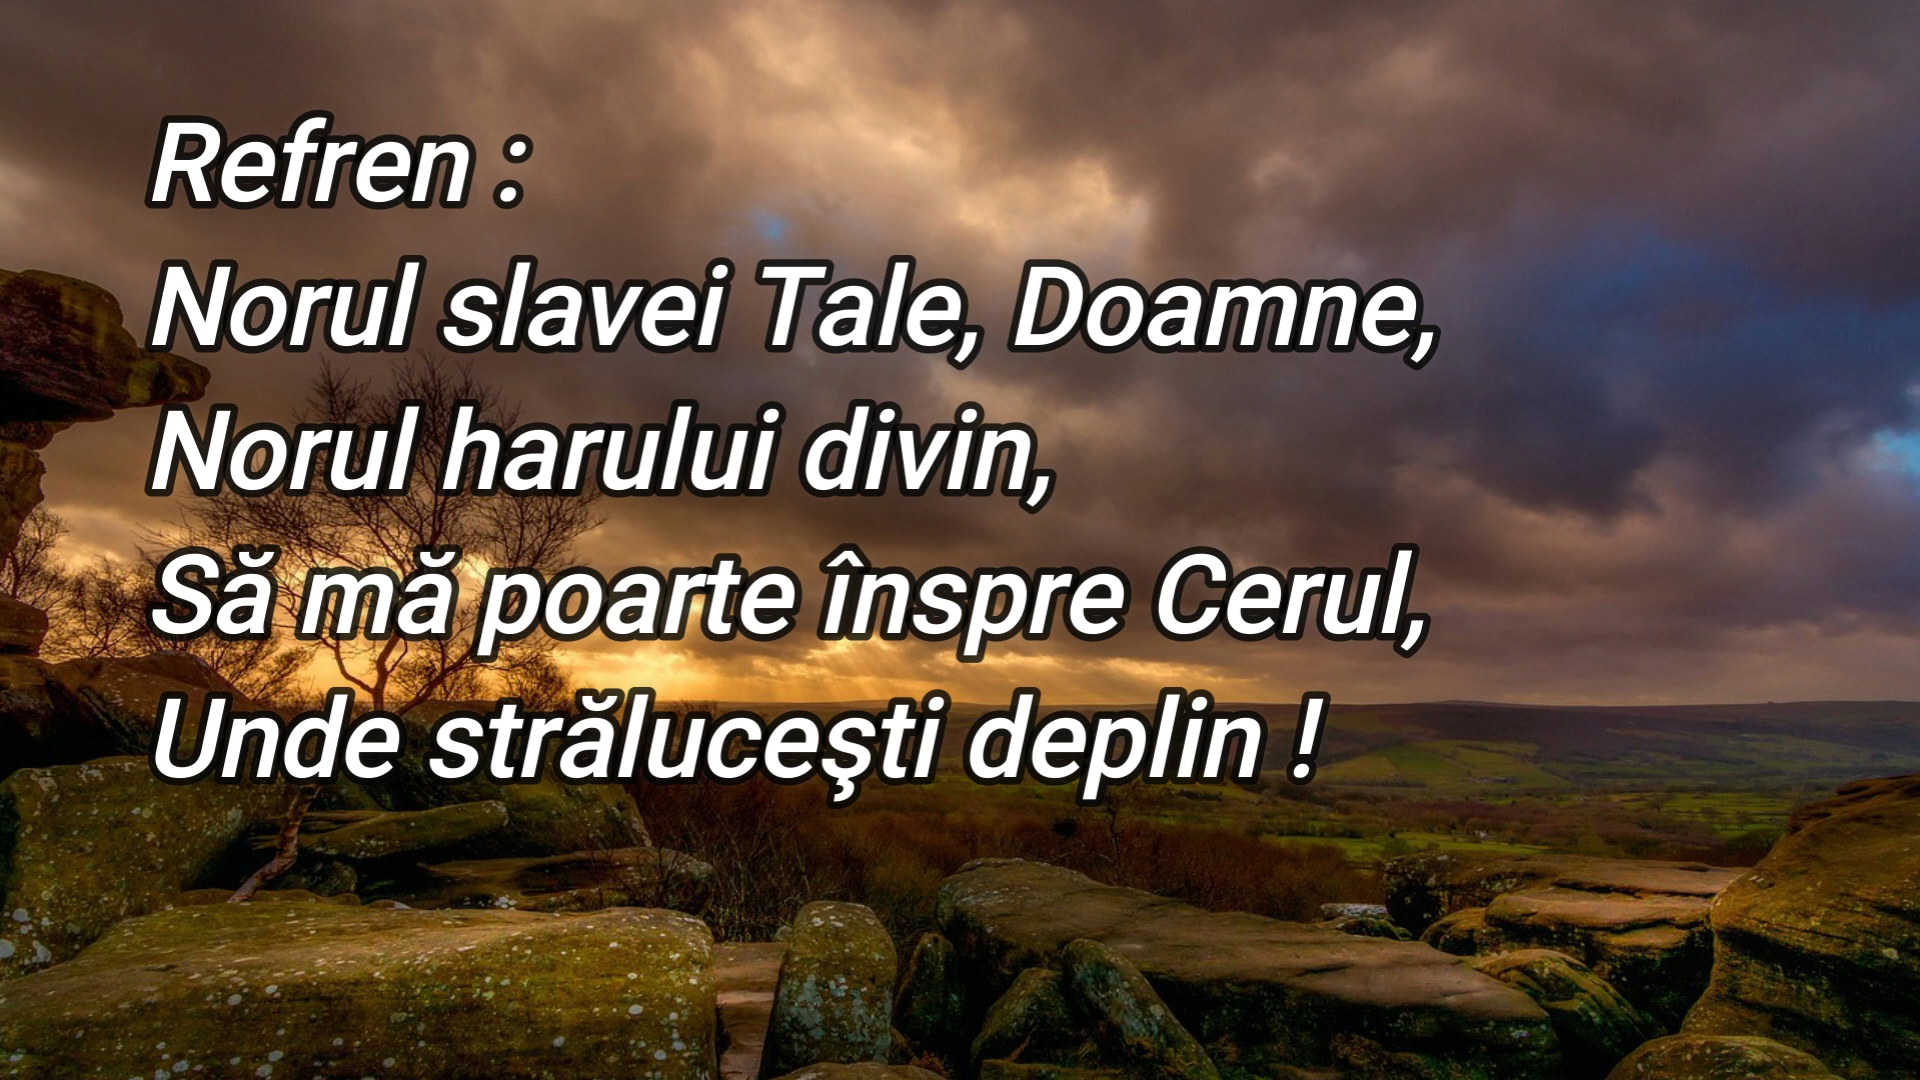 Refren :
Norul slavei Tale, Doamne,
Norul harului divin,
Să mă poarte înspre Cerul,
Unde străluceşti deplin !